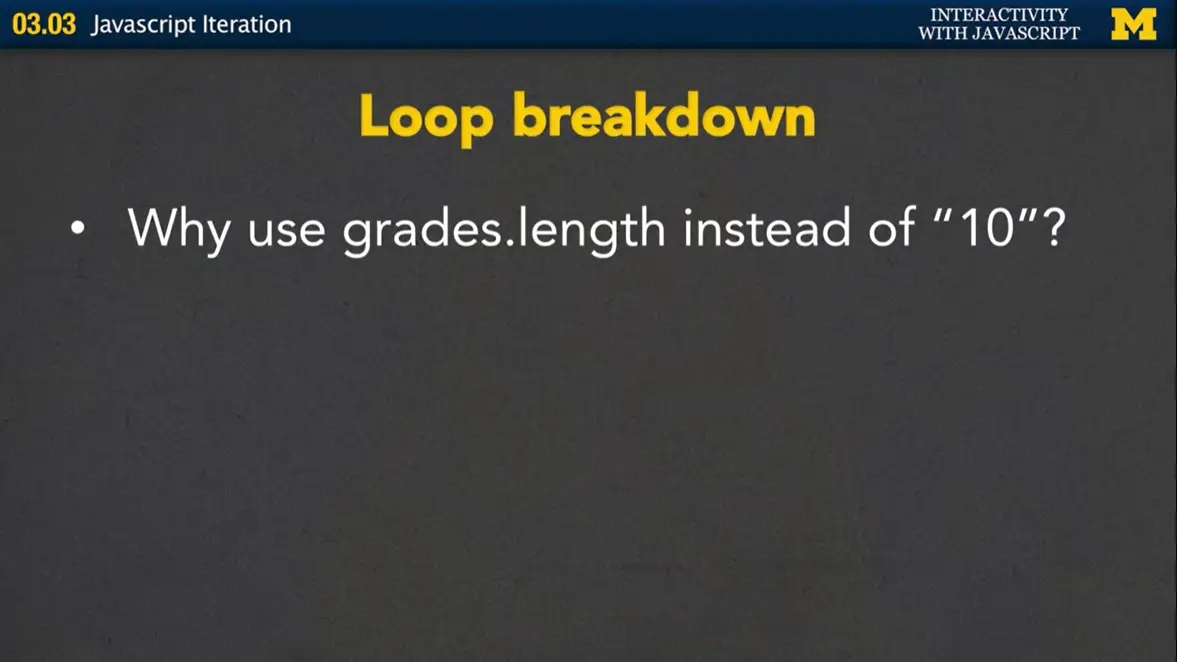 03.03 Javascript Iteration
INTERACTIVITY
WITH JAVASCRIPT
M
Loop breakdown
• Why use grades.length instead of “10”?